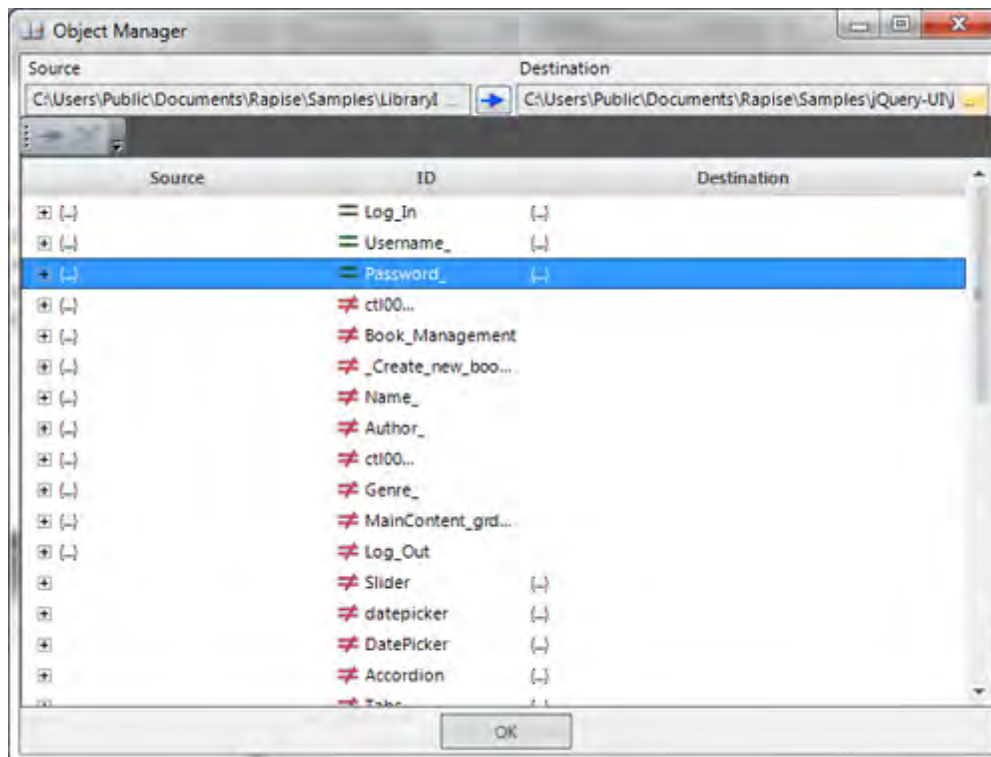 Object Manager
Source Destination
C:\Users\Public\Documents\Rapise\Samples\LibraryI ... C:\Users\Public\Documents\Rapise\Samples\jQuery-UI\j ...
Source ID Destination
{...} = Log_In {...}
{...} = Username_ {...}
{...} = Password_ {...}
{...} ≠ ctl00...
{...} ≠ Book_Management
{...} ≠ _Create_new_boo...
{...} ≠ Name_
{...} ≠ Author_
{...} ≠ ctl00...
{...} ≠ Genre_
{...} ≠ MainContent_grd...
{...} ≠ Log_Out
≠ Slider {...}
≠ datepicker {...}
≠ DatePicker {...}
≠ Accordion {...}
≠ Tabs {...}
OK